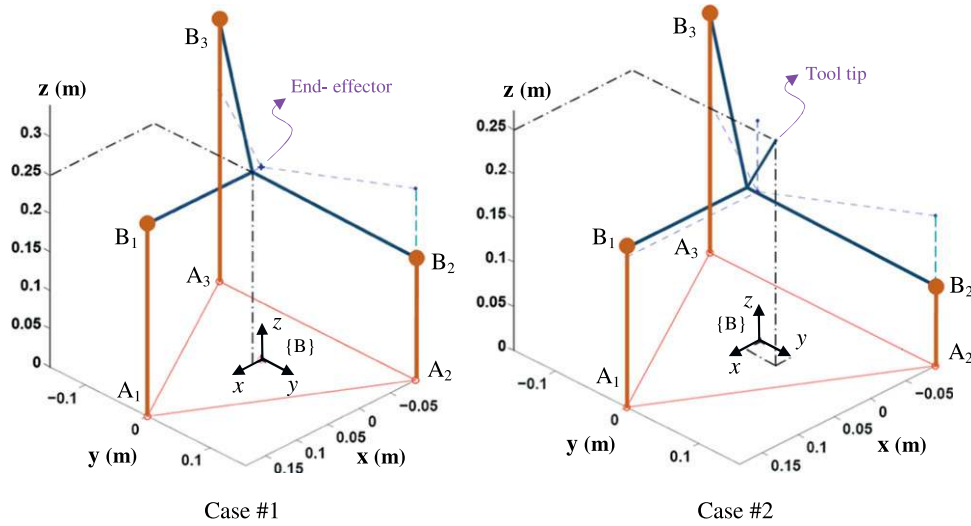 B₃
z (m)
End- effector
0.3
0.25
0.2
0.15
0.1
0.05
0
B₁
B₂
A₃
z
{B}
x
y
A₁
A₂
−0.1
0
0.1
y (m)
−0.05
0
0.05
0.1
0.15
x (m)
Case #1
B₃
z (m)
Tool tip
0.25
0.20
0.15
0.1
0.05
0
B₁
B₂
A₃
z
{B}
x
y
A₁
A₂
−0.1
0
0.1
y (m)
−0.05
0
0.05
0.1
0.15
x (m)
Case #2